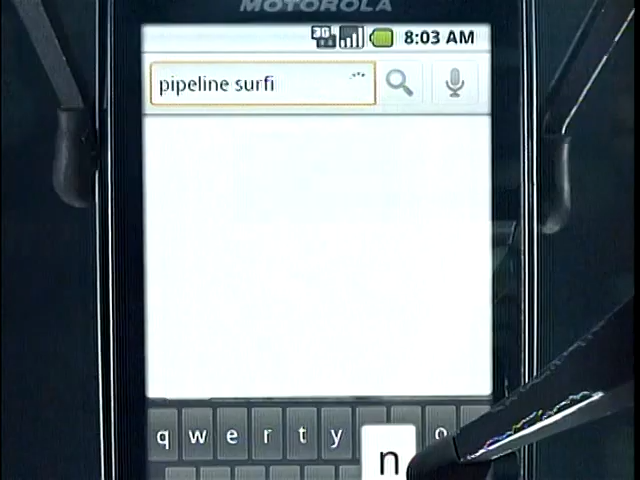 MOTOROLA
3G 8:03 AM
pipeline surfi
q w e r t y o
n